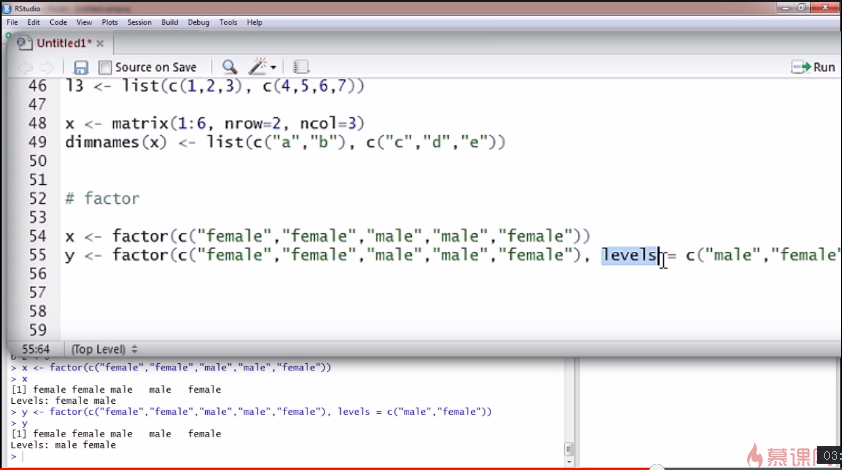 RStudio
File Edit Code View Plots Session Build Debug Tools Help
Untitled1* ×
Source on Save Run
46 l3 <- list(c(1,2,3), c(4,5,6,7))
47
48 x <- matrix(1:6, nrow=2, ncol=3)
49 dimnames(x) <- list(c("a","b"), c("c","d","e"))
50
51
52 # factor
53
54 x <- factor(c("female","female","male","male","female"))
55 y <- factor(c("female","female","male","male","female"), levels = c("male","female"
56
57
58
59
55:64 (Top Level)
> x <- factor(c("female","female","male","male","female"))
> x
[1] female female male male female
Levels: female male
> y <- factor(c("female","female","male","male","female"), levels = c("male","female"))
> y
[1] female female male male female
Levels: male female
>
慕课网
03: